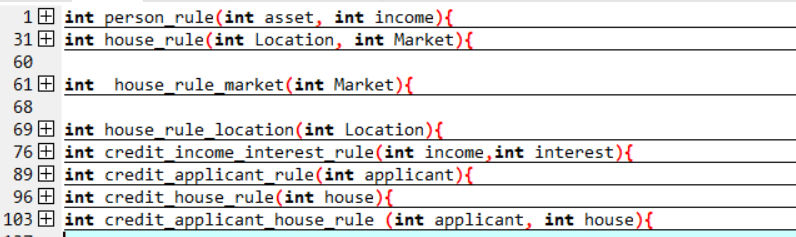 1 int person_rule(int asset, int income){
31 int house_rule(int Location, int Market){
60
61 int  house_rule_market(int Market){
68
69 int house_rule_location(int Location){
76 int credit_income_interest_rule(int income,int interest){
89 int credit_applicant_rule(int applicant){
96 int credit_house_rule(int house){
103 int credit_applicant_house_rule (int applicant, int house){